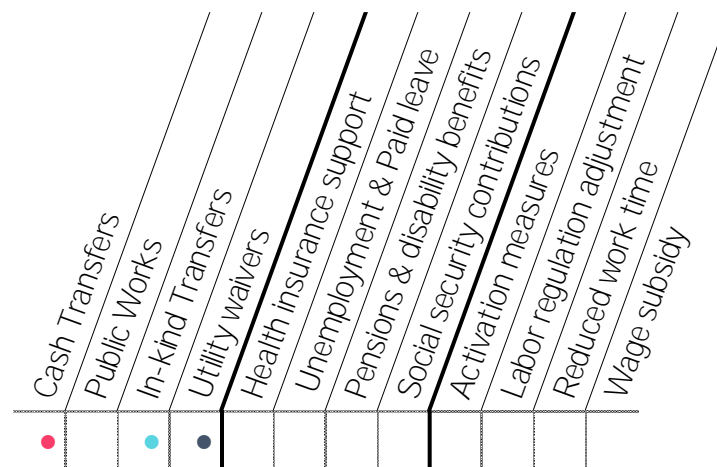 Cash Transfers
Public Works
In-Kind Transfers
Utility waivers
Health insurance support
Unemployment & Paid leave
Pensions & disability benefits
Social security contributions
Activation measures
Labor regulation adjustment
Reduced work time
Wage subsidy